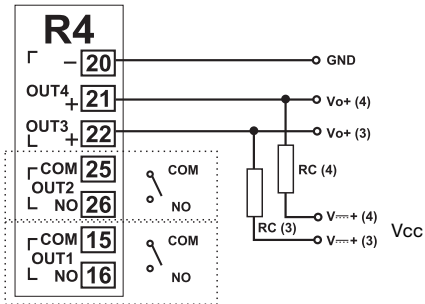 R4
− 20 GND
OUT4 + 21 Vo+ (4)
OUT3 + 22 Vo+ (3)
COM 25 COM
OUT2 RC (4)
NO 26 NO
V⎓+ (4)
RC (3)
V⎓+ (3)
Vcc
COM 15 COM
OUT1
NO 16 NO